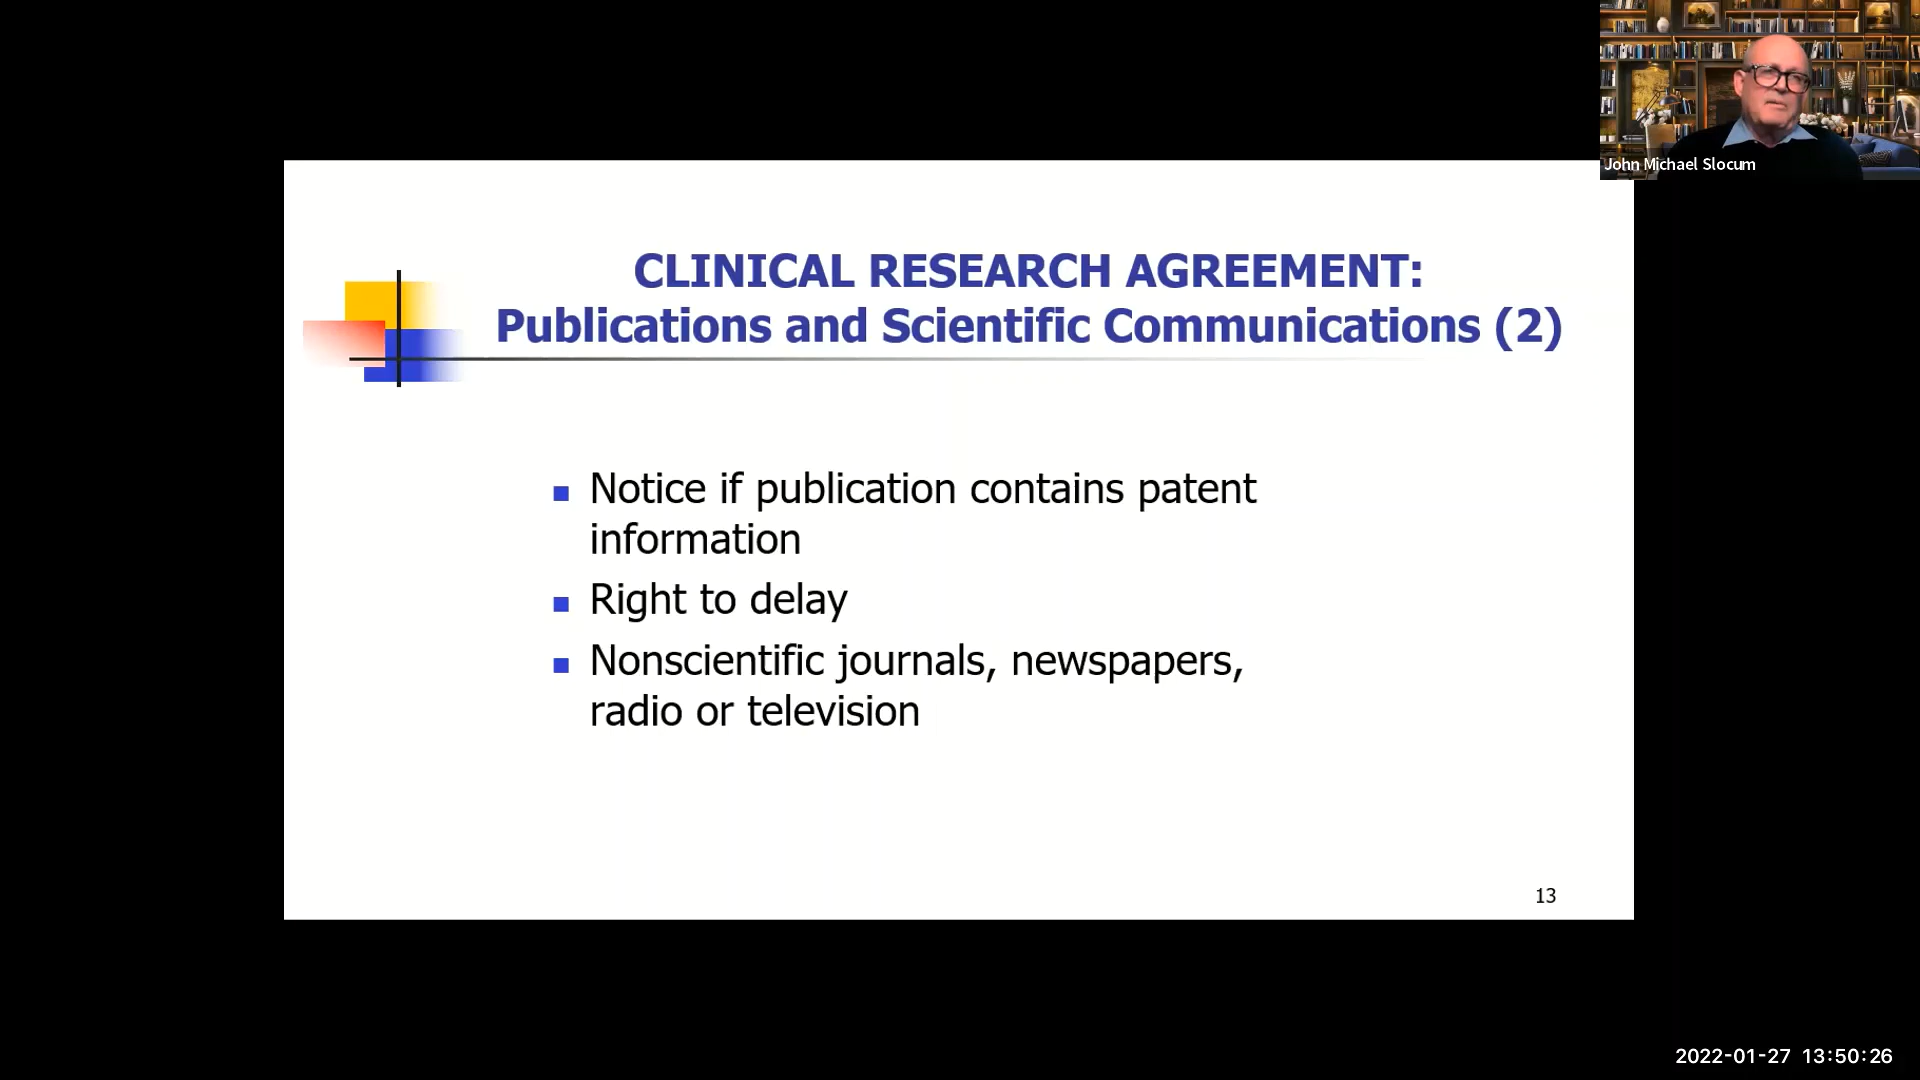 John Michael Slocum
CLINICAL RESEARCH AGREEMENT:
Publications and Scientific Communications (2)
Notice if publication contains patent
information
Right to delay
Nonscientific journals, newspapers,
radio or television
13
2022-01-27 13:50:26